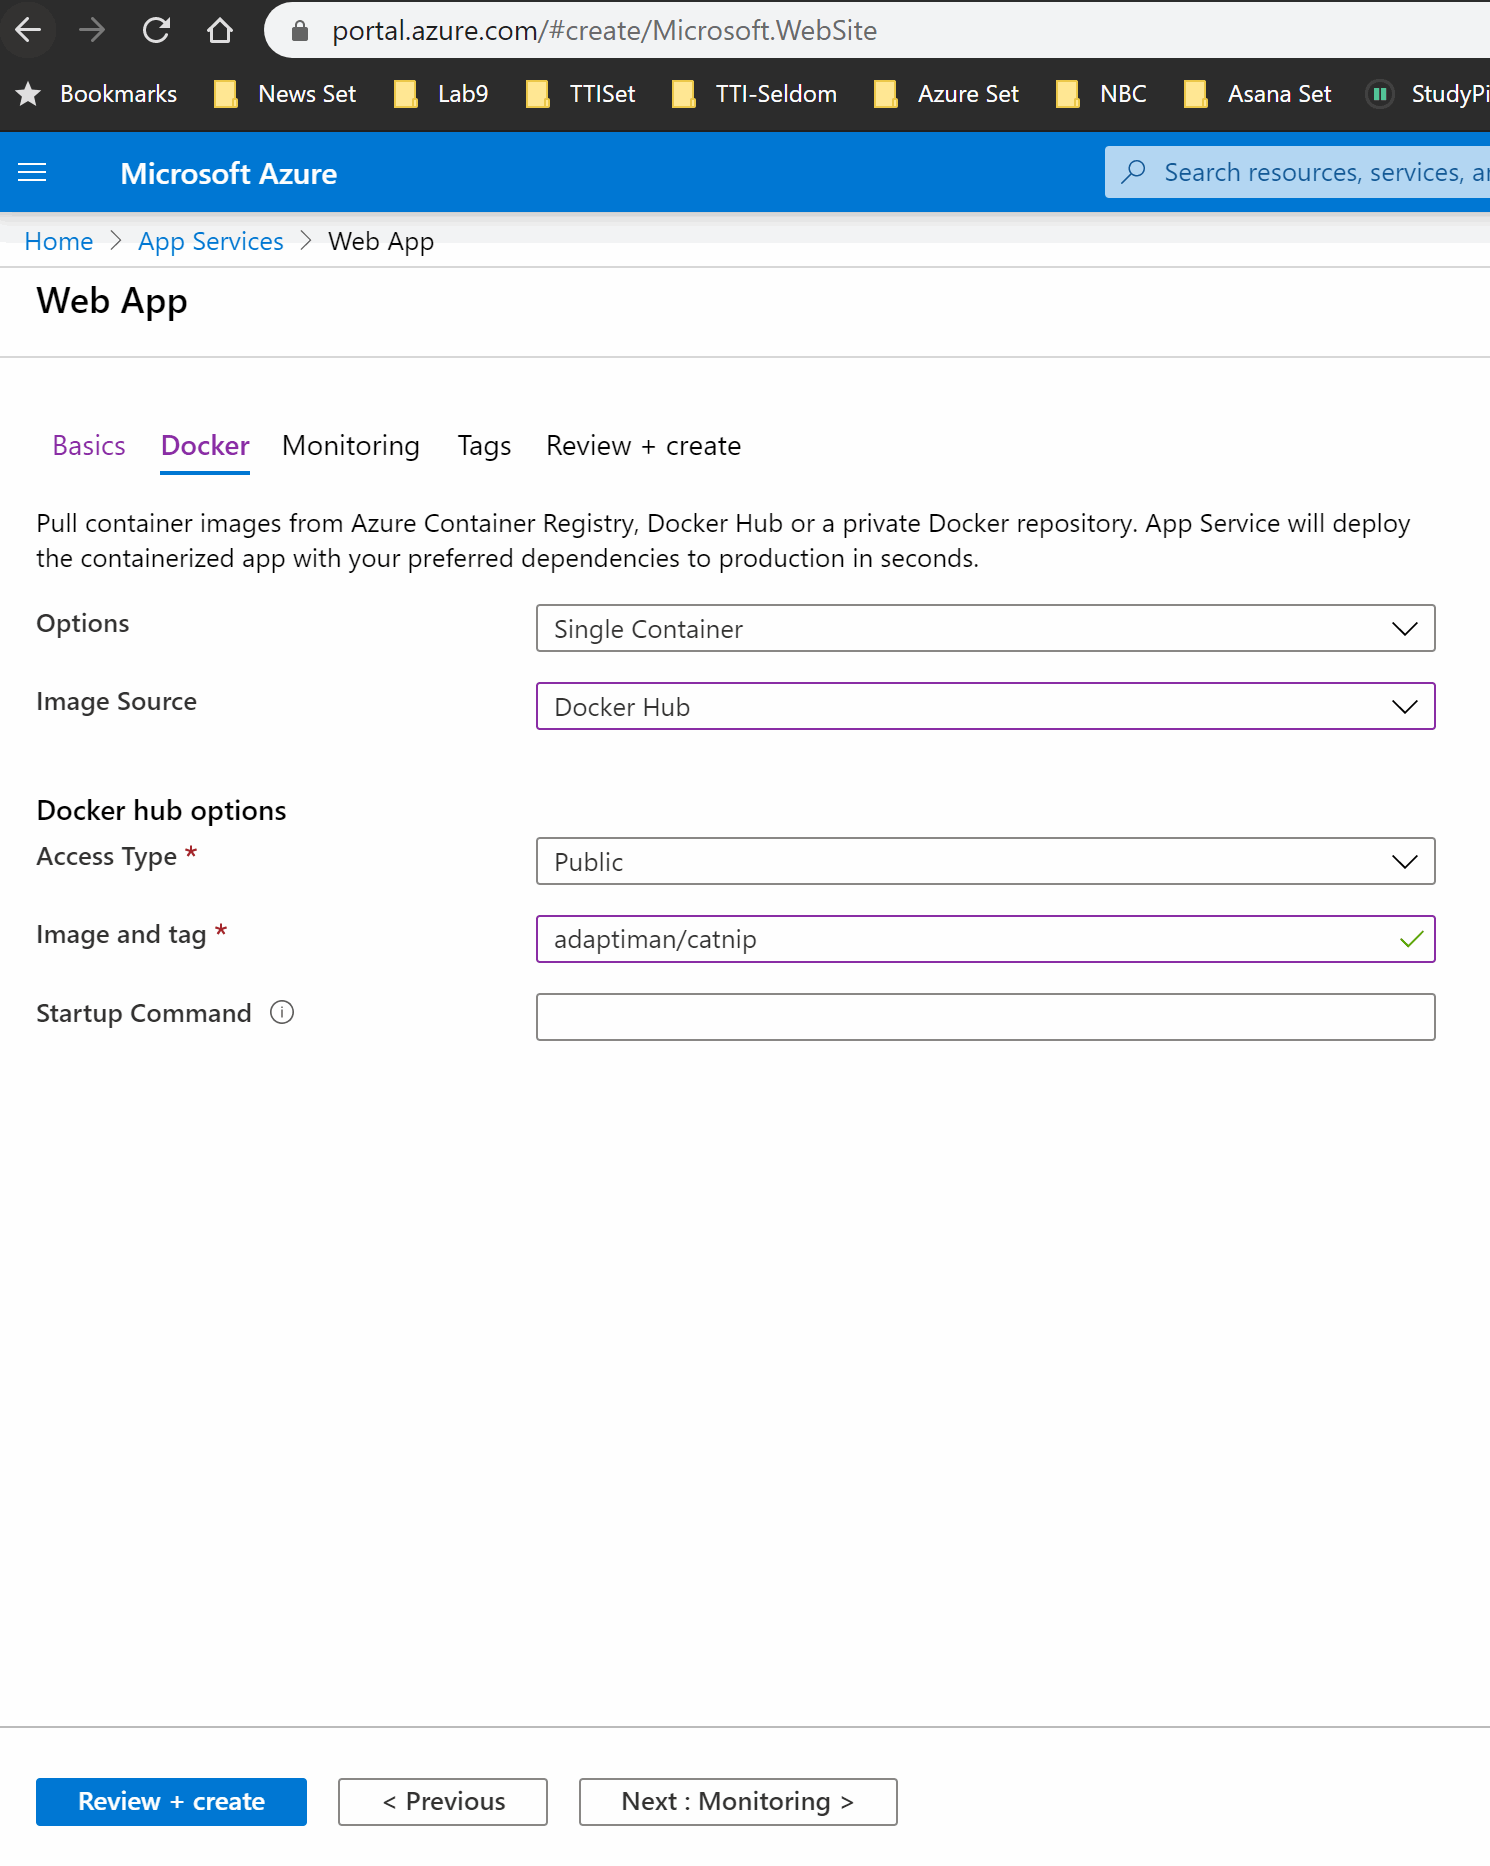 portal.azure.com/#create/Microsoft.WebSite
Bookmarks News Set Lab9 TTISet TTI-Seldom Azure Set NBC Asana Set StudyPi
Microsoft Azure Search resources, services, ar
Home > App Services > Web App
Web App
Basics Docker Monitoring Tags Review + create
Pull container images from Azure Container Registry, Docker Hub or a private Docker repository. App Service will deploy
the containerized app with your preferred dependencies to production in seconds.
Options Single Container
Image Source Docker Hub
Docker hub options
Access Type * Public
Image and tag * adaptiman/catnip
Startup Command
Review + create < Previous Next : Monitoring >